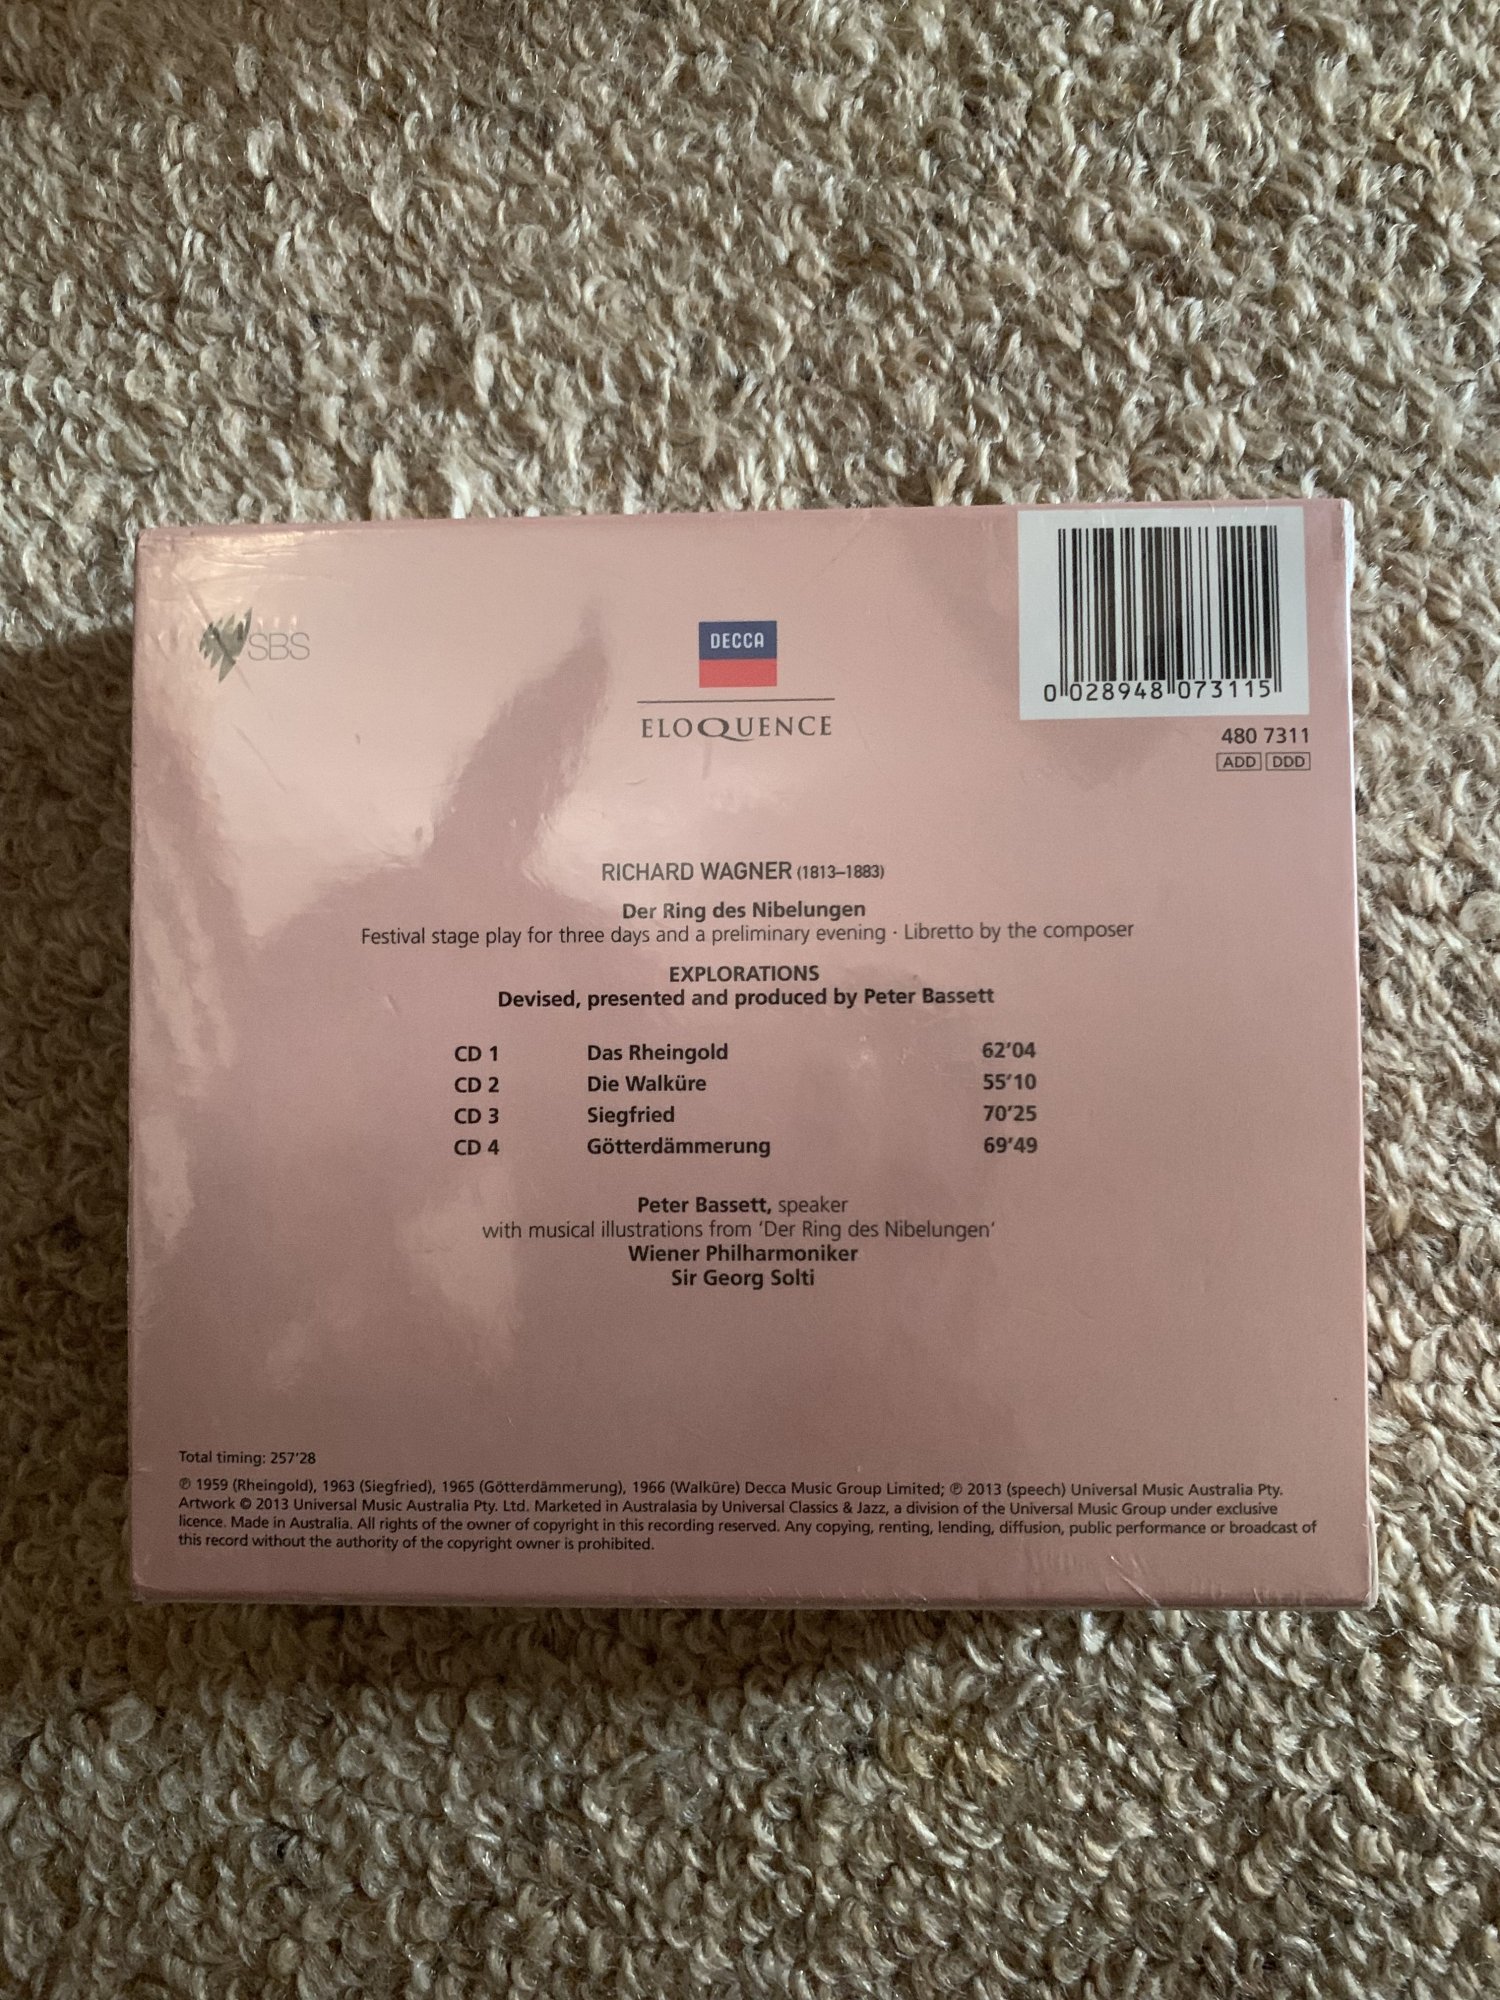 SBS
DECCA
ELOQUENCE
0 028948 073115
480 7311
ADD DDD
RICHARD WAGNER (1813–1883)
Der Ring des Nibelungen
Festival stage play for three days and a preliminary evening · Libretto by the composer
EXPLORATIONS
Devised, presented and produced by Peter Bassett
CD 1 Das Rheingold 62'04
CD 2 Die Walküre 55'10
CD 3 Siegfried 70'25
CD 4 Götterdämmerung 69'49
Peter Bassett, speaker
with musical illustrations from 'Der Ring des Nibelungen'
Wiener Philharmoniker
Sir Georg Solti
Total timing: 257'28
℗ 1959 (Rheingold), 1963 (Siegfried), 1965 (Götterdämmerung), 1966 (Walküre) Decca Music Group Limited; ℗ 2013 (speech) Universal Music Australia Pty.
Artwork © 2013 Universal Music Australia Pty. Ltd. Marketed in Australasia by Universal Classics & Jazz, a division of the Universal Music Group under exclusive
licence. Made in Australia. All rights of the owner of copyright in this recording reserved. Any copying, renting, lending, diffusion, public performance or broadcast of
this record without the authority of the copyright owner is prohibited.